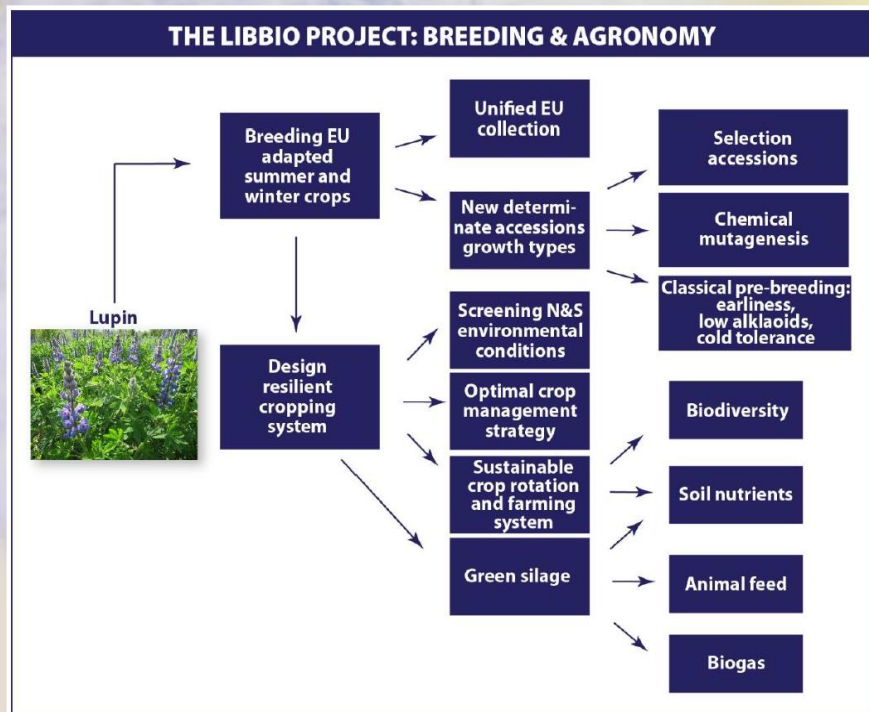 THE LIBBIO PROJECT: BREEDING & AGRONOMY
Breeding EU
adapted
summer and
winter crops
Unified EU
collection
New determi-
nate accessions
growth types
Selection
accessions
Chemical
mutagenesis
Classical pre-breeding:
earliness,
low alklaoids,
cold tolerance
Lupin
Design
resilient
cropping
system
Screening N&S
environmental
conditions
Optimal crop
management
strategy
Sustainable
crop rotation
and farming
system
Green silage
Biodiversity
Soil nutrients
Animal feed
Biogas